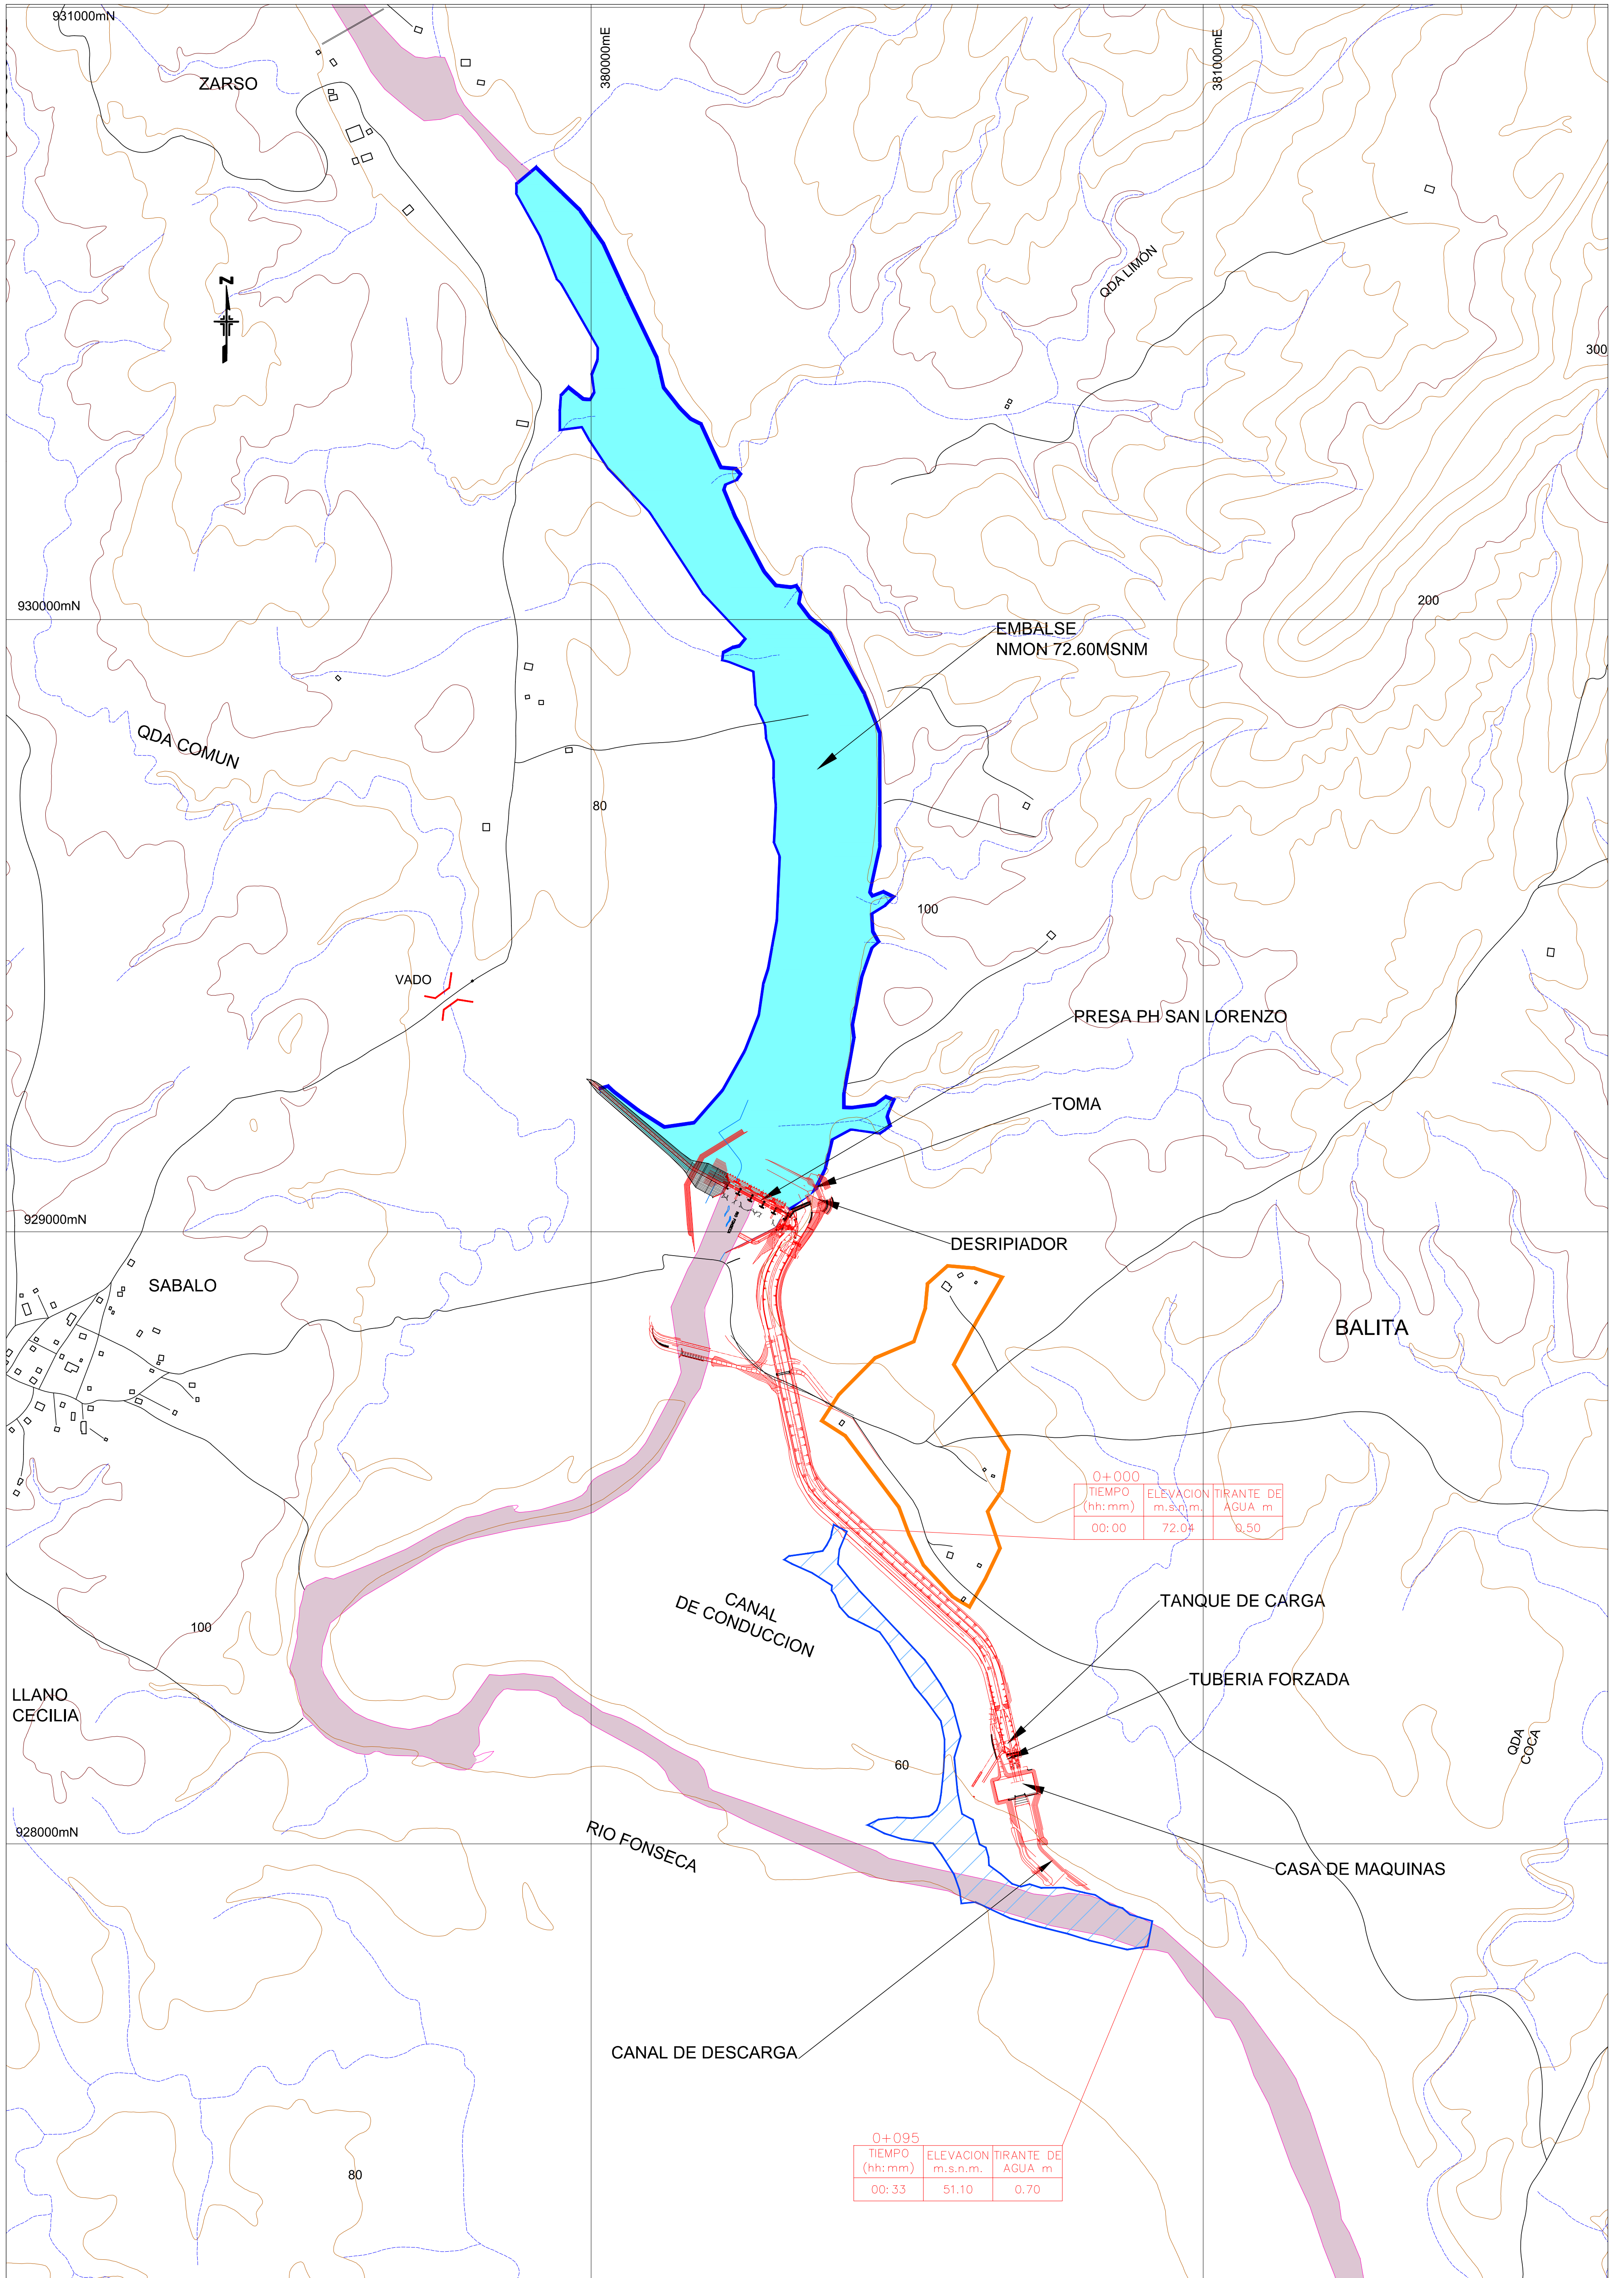 931000mN
380000mE
381000mE
ZARSO
N
QDA LIMON
300
930000mN
200
EMBALSE
NMON 72.60MSNM
QDA COMUN
80
100
VADO
PRESA PH SAN LORENZO
TOMA
929000mN
DESRIPIADOR
SABALO
BALITA
0+000
TIEMPO
(hh:mm)
ELEVACION
m.s.n.m.
TIRANTE DE
AGUA m
00:00
72.04
0.50
CANAL
DE CONDUCCION
TANQUE DE CARGA
100
TUBERIA FORZADA
LLANO
CECILIA
QDA
COCA
60
928000mN
RIO FONSECA
CASA DE MAQUINAS
CANAL DE DESCARGA
0+095
TIEMPO
(hh:mm)
ELEVACION
m.s.n.m.
TIRANTE DE
AGUA m
00:33
51.10
0.70
80